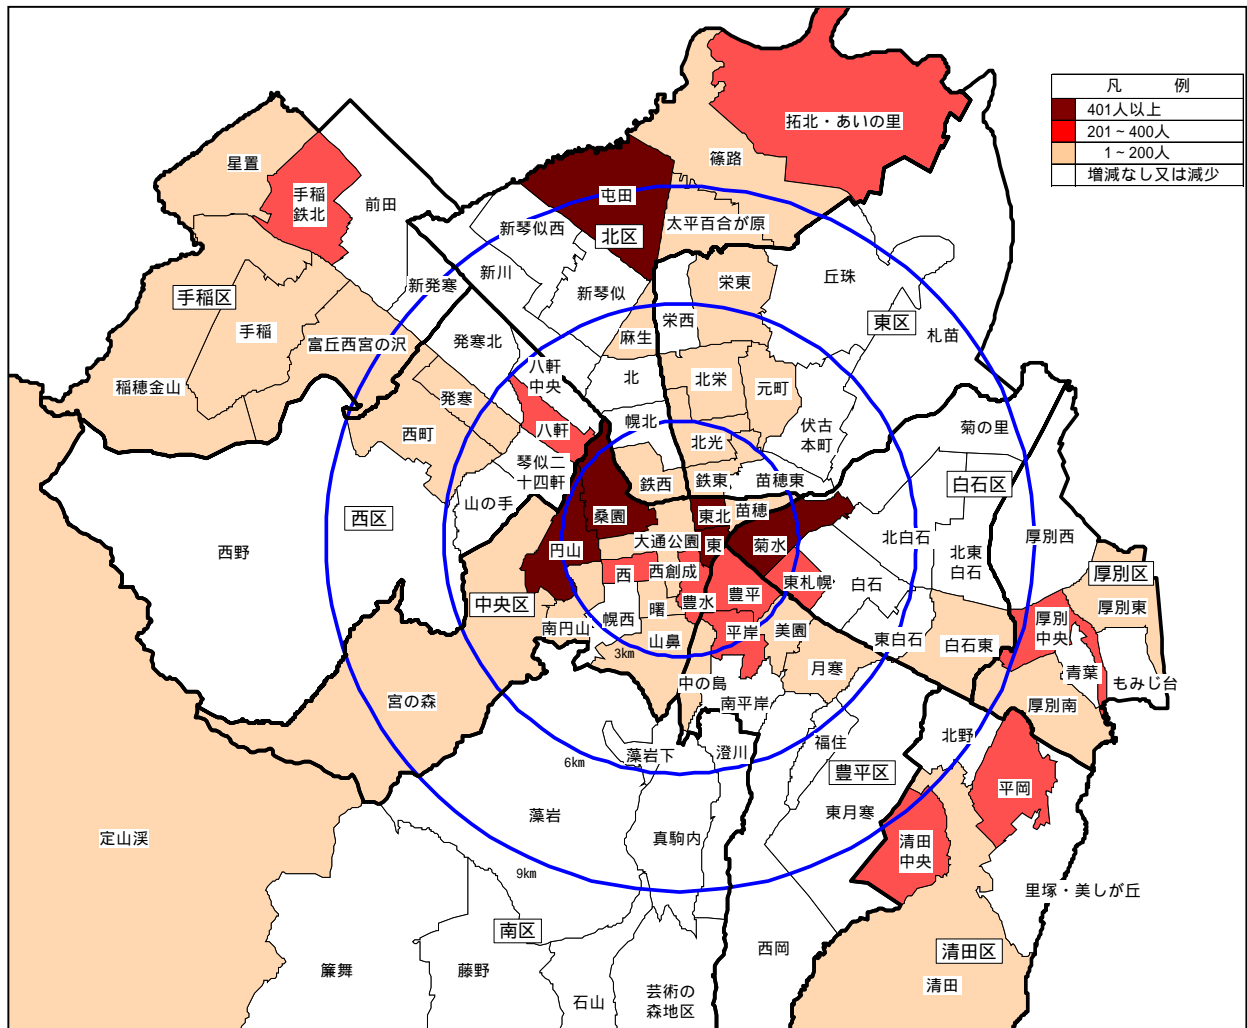 凡　　例
401人以上
201～400人
1～200人
増減なし又は減少
拓北・あいの里
篠路
星置
手稲
鉄北
前田
屯田
北区
太平百合が原
新琴似西
新川
新琴似
新発寒
栄東
丘珠
栄西
東区
札苗
手稲区
手稲
富丘西宮の沢
稲穂金山
発寒北
麻生
八軒
中央
北
北栄
元町
発寒
西町
八軒
幌北
北光
伏古
本町
菊の里
琴似二
十四軒
鉄西
鉄東
苗穂東
白石区
山の手
西区
桑園
東北
苗穂
厚別西
西野
円山
大通公園
東
菊水
北白石
北東
白石
厚別区
西
西創成
豊平
東札幌
白石
中央区
豊水
厚別東
南円山
幌西
曙
山鼻
平岸
美園
東白石
白石東
厚別
中央
3km
月寒
青葉
もみじ台
宮の森
中の島
南平岸
厚別南
福住
北野
藻岩下
澄川
6km
豊平区
平岡
藻岩
東月寒
真駒内
清田
中央
定山渓
9km
里塚・美しが丘
南区
西岡
清田区
簾舞
藤野
清田
石山
芸術の
森地区